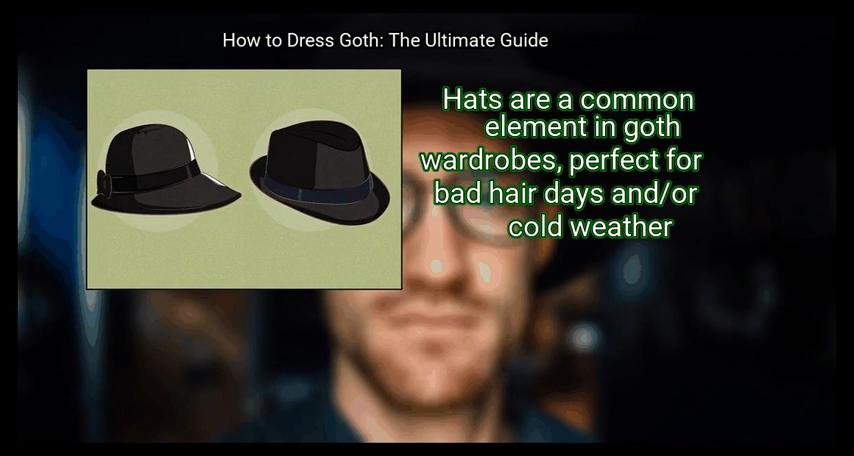 How to Dress Goth: The Ultimate Guide
Hats are a common
element in goth
wardrobes, perfect for
bad hair days and/or
cold weather